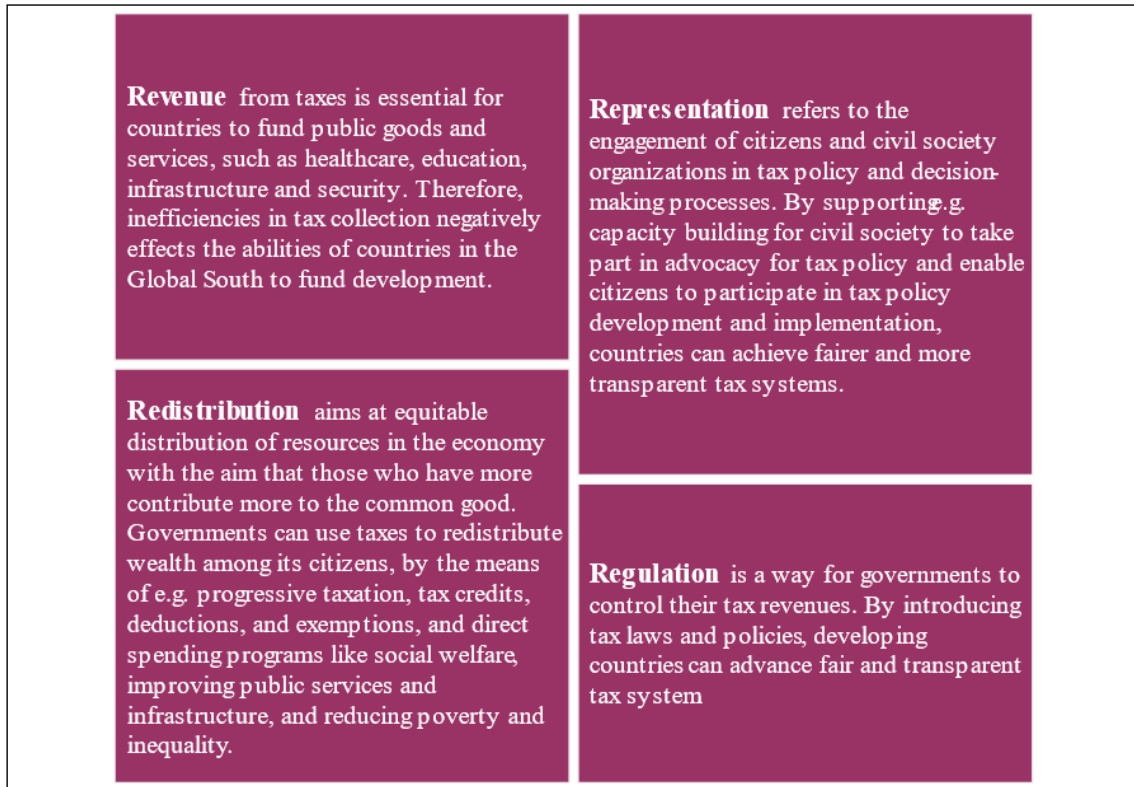 Revenue from taxes is essential for
countries to fund public goods and
services, such as healthcare, education,
infrastructure and security. Therefore,
inefficiencies in tax collection negatively
effects the abilities of countries in the
Global South to fund development.
Redistribution aims at equitable
distribution of resources in the economy
with the aim that those who have more
contribute more to the common good.
Governments can use taxes to redistribute
wealth among its citizens, by the means
of e.g. progressive taxation, tax credits,
deductions, and exemptions, and direct
spending programs like social welfare,
improving public services and
infrastructure, and reducing poverty and
inequality.
Representation refers to the
engagement of citizens and civil society
organizations in tax policy and decision-
making processes. By supporting e.g.
capacity building for civil society to take
part in advocacy for tax policy and enable
citizens to participate in tax policy
development and implementation,
countries can achieve fairer and more
transparent tax systems.
Regulation is a way for governments to
control their tax revenues. By introducing
tax laws and policies, developing
countries can advance fair and transparent
tax system